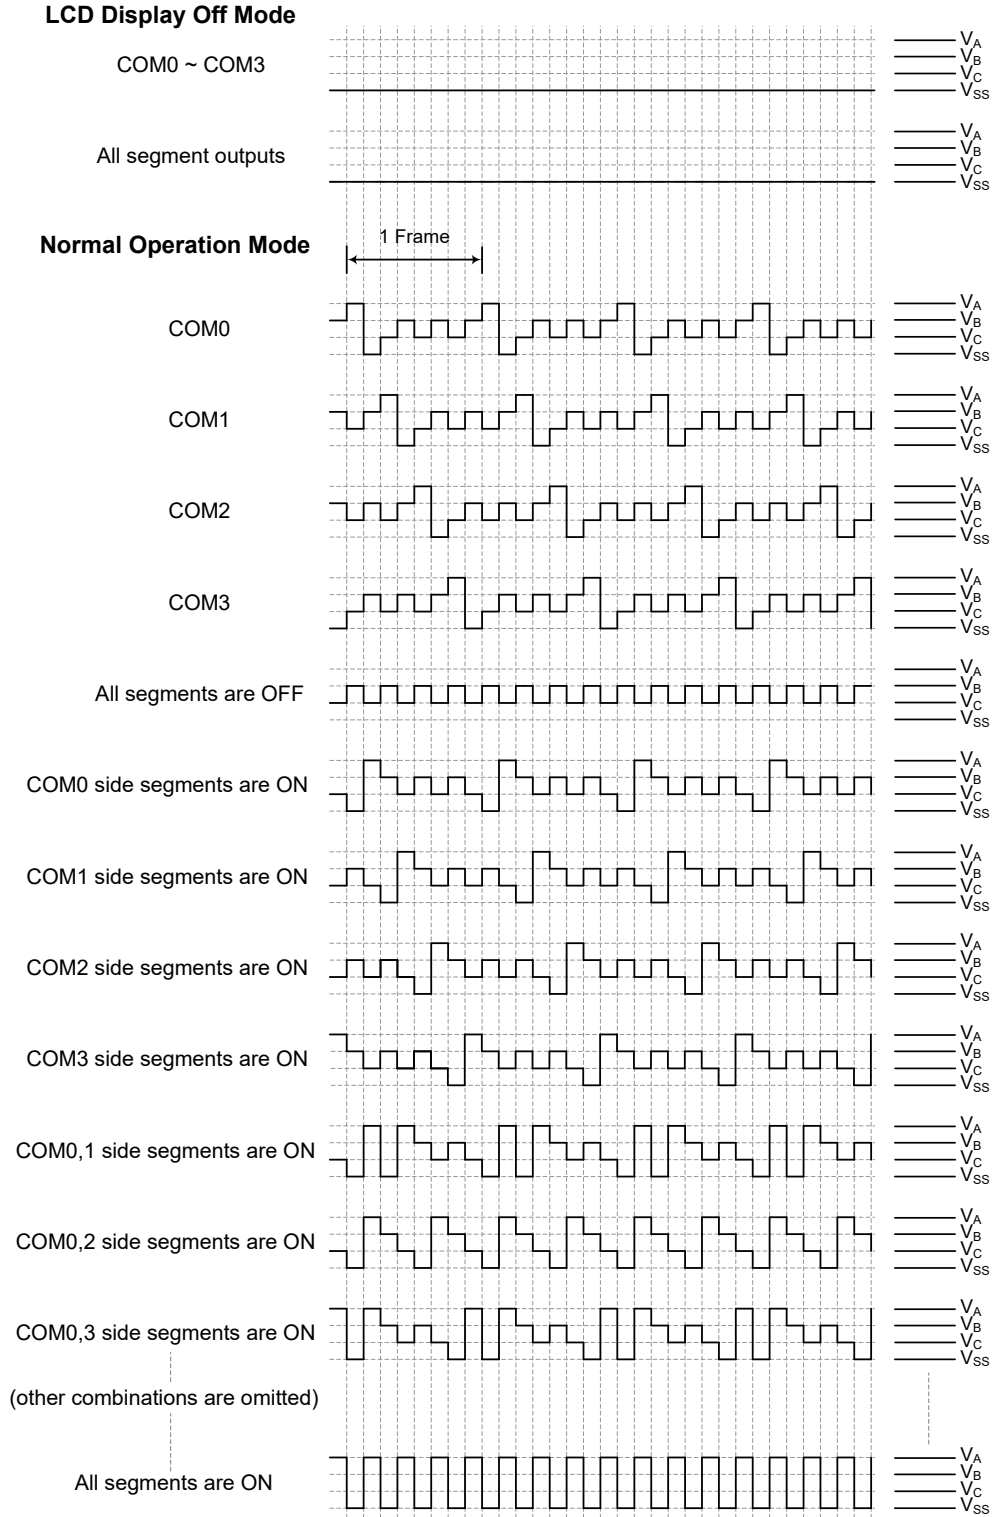 LCD Display Off Mode
COM0 ~ COM3
VA
VB
VC
VSS
All segment outputs
VA
VB
VC
VSS
Normal Operation Mode
1 Frame
COM0
VA
VB
VC
VSS
COM1
VA
VB
VC
VSS
COM2
VA
VB
VC
VSS
COM3
VA
VB
VC
VSS
All segments are OFF
VA
VB
VC
VSS
COM0 side segments are ON
VA
VB
VC
VSS
COM1 side segments are ON
VA
VB
VC
VSS
COM2 side segments are ON
VA
VB
VC
VSS
COM3 side segments are ON
VA
VB
VC
VSS
COM0,1 side segments are ON
VA
VB
VC
VSS
COM0,2 side segments are ON
VA
VB
VC
VSS
COM0,3 side segments are ON
VA
VB
VC
VSS
(other combinations are omitted)
All segments are ON
VA
VB
VC
VSS